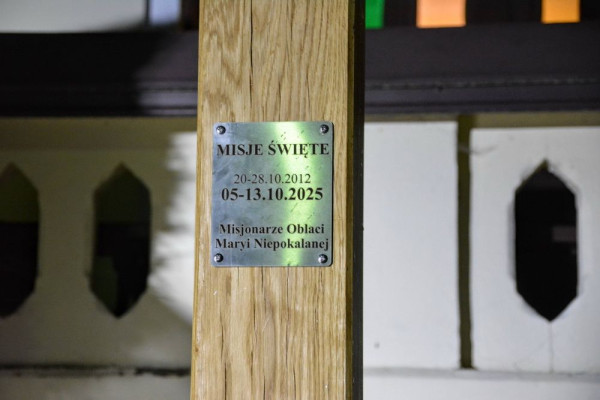 MISJE ŚWIĘTE
20-28.10.2012
05-13.10.2025
Misjonarze Oblaci
Maryi Niepokalanej